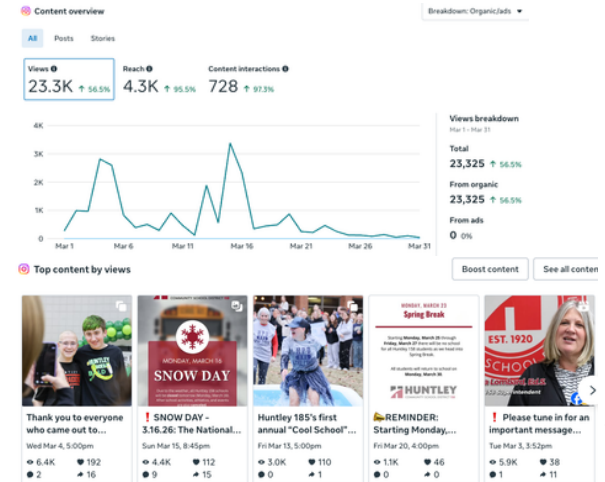 Content overview
Breakdown: Organic/ads
All
Posts
Stories
Views
Reach
Content interactions
23.3K ↑ 56.5%
4.3K ↑ 95.5%
728 ↑ 97.3%
4K
3K
2K
1K
0
Mar 1
Mar 6
Mar 11
Mar 16
Mar 21
Mar 26
Mar 31
Views breakdown
Mar 1 - Mar 31
Total
23,325 ↑ 56.5%
From organic
23,325 ↑ 56.5%
From ads
0 0%
Top content by views
Boost content
See all conten
Thank you to everyone
who came out to...
Wed Mar 4, 5:00pm
6.4K
192
2
16
COMMUNITY SCHOOL DISTRICT
MONDAY, MARCH 16
SNOW DAY
❗ SNOW DAY -
3.16.26: The National...
Sun Mar 15, 8:45pm
4.4K
112
9
15
Huntley 185's first
annual "Cool School"...
Fri Mar 13, 5:00pm
3.0K
110
0
1
MONDAY, MARCH 23
Spring Break
HUNTLEY
REMINDER:
Starting Monday,...
Fri Mar 20, 4:00pm
1.1K
46
0
0
EST. 1920
SCHOOL
❗ Please tune in for an
important message...
Tue Mar 3, 3:52pm
5.9K
38
1
11